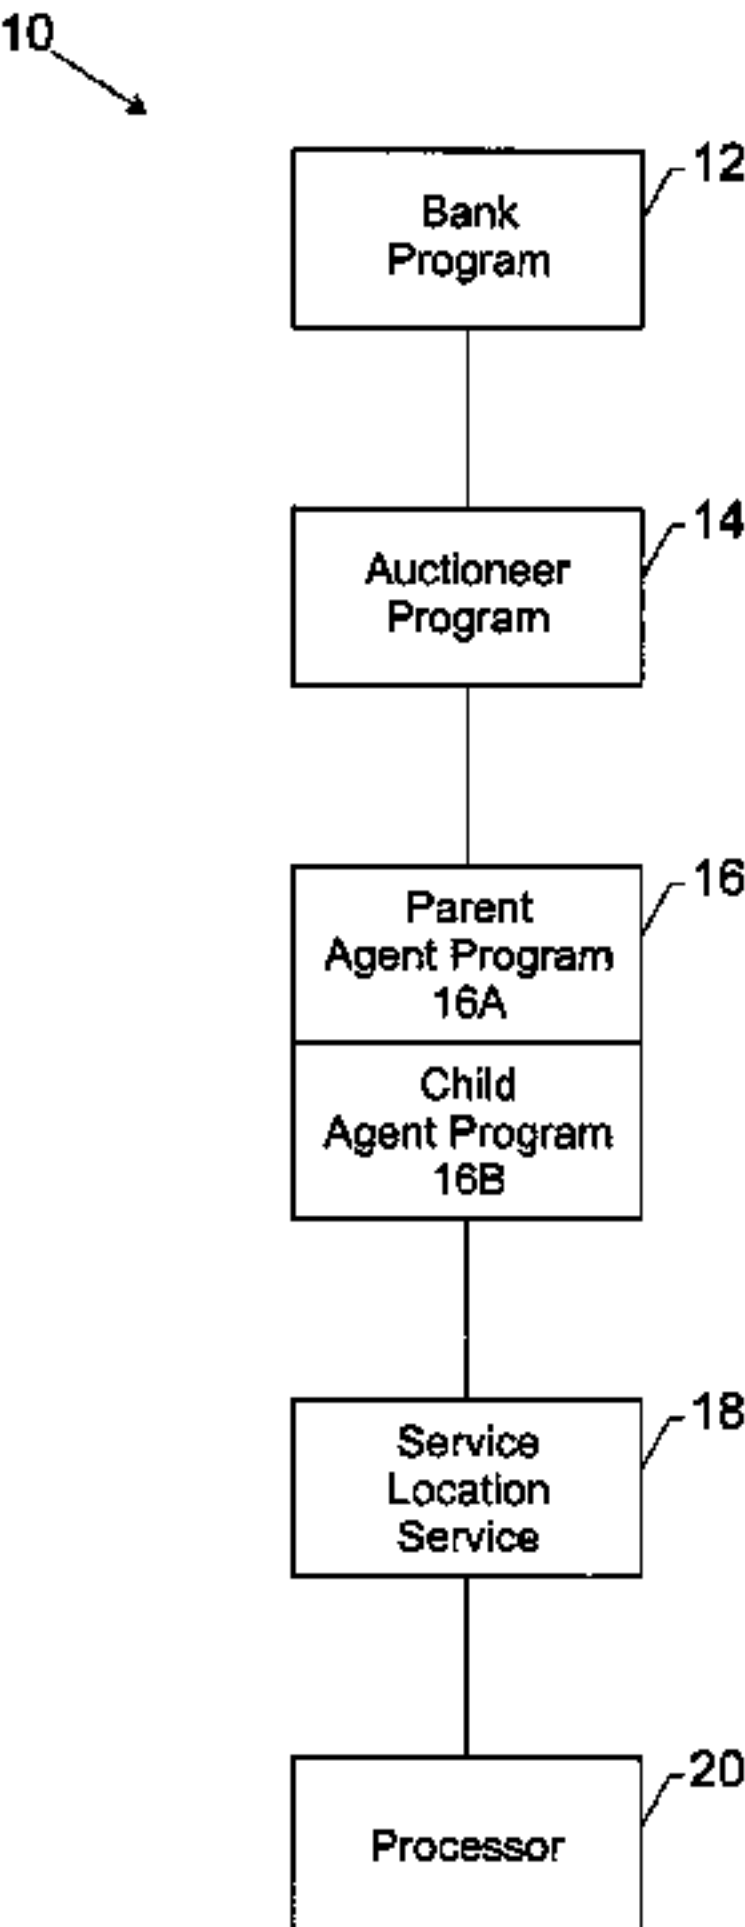 10
12
Bank
Program
14
Auctioneer
Program
16
Parent
Agent Program
16A
Child
Agent Program
16B
18
Service
Location
Service
20
Processor